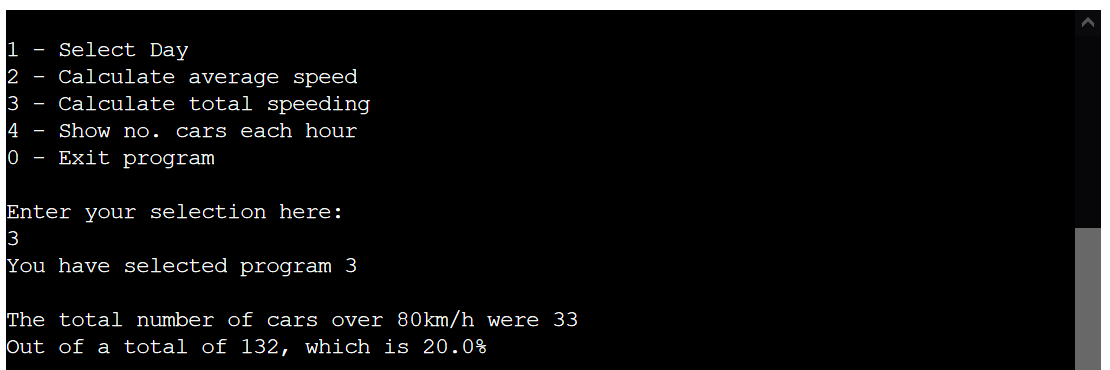 1 - Select Day
2 - Calculate average speed
3 - Calculate total speeding
4 - Show no. cars each hour
0 - Exit program
Enter your selection here:
3
You have selected program 3
The total number of cars over 80km/h were 33
Out of a total of 132, which is 20.0%